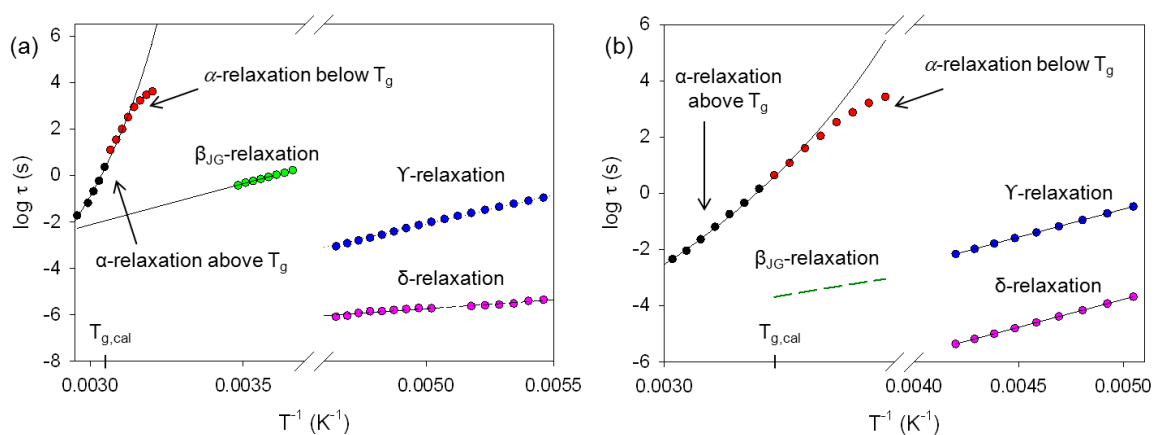 (a)
log τ (s)
6
4
2
0
-2
-4
-6
-8
α-relaxation below Tg
βJG-relaxation
ϒ-relaxation
α-relaxation above Tg
δ-relaxation
Tg,cal
0.0030
0.0035
0.0050
0.0055
T⁻¹ (K⁻¹)
(b)
log τ (s)
6
4
2
0
-2
-4
-6
α-relaxation
above Tg
α-relaxation below Tg
ϒ-relaxation
βJG-relaxation
δ-relaxation
Tg,cal
0.0030
0.0040
0.0045
0.0050
T⁻¹ (K⁻¹)